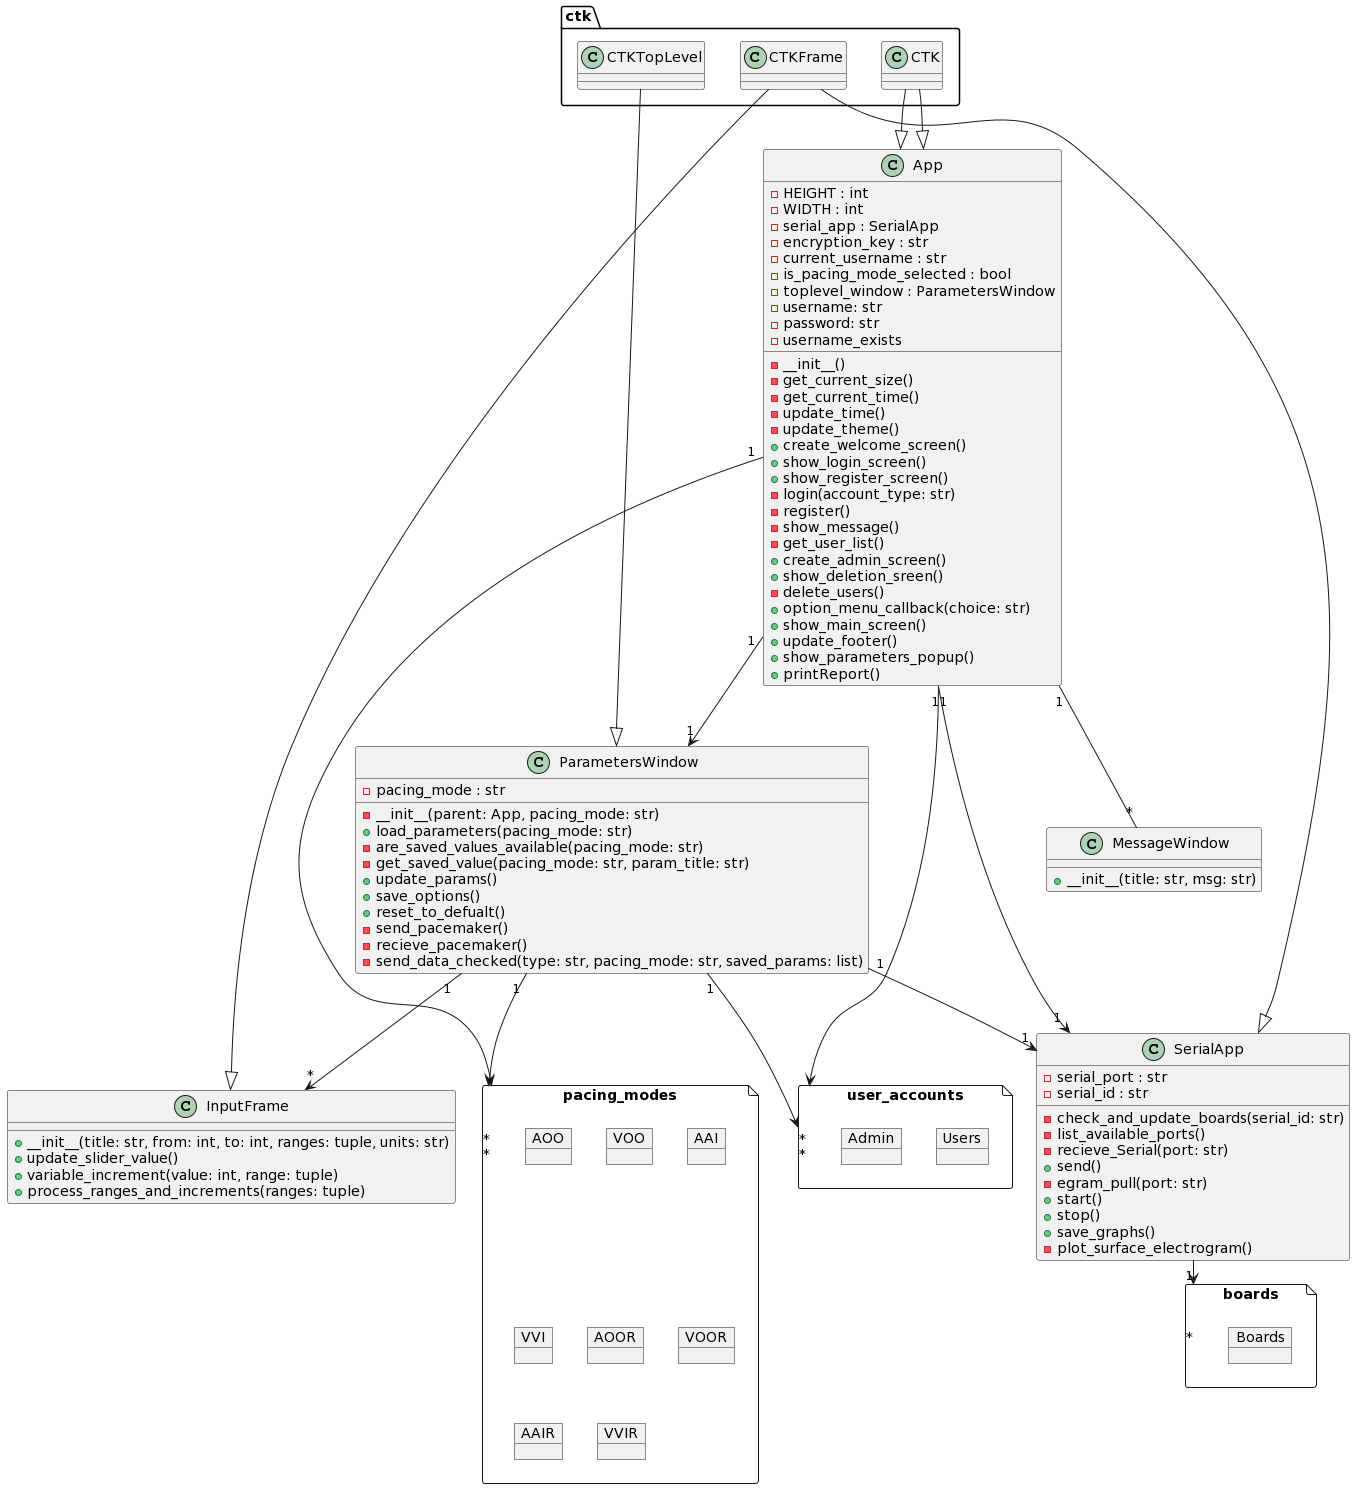 ctk
CTKTopLevel
CTKFrame
CTK
App
HEIGHT : int
WIDTH : int
serial_app : SerialApp
encryption_key : str
current_username : str
is_pacing_mode_selected : bool
toplevel_window : ParametersWindow
username: str
password: str
username_exists
__init__()
get_current_size()
get_current_time()
update_time()
update_theme()
create_welcome_screen()
show_login_screen()
show_register_screen()
login(account_type: str)
register()
show_message()
get_user_list()
create_admin_screen()
show_deletion_sreen()
delete_users()
option_menu_callback(choice: str)
show_main_screen()
update_footer()
show_parameters_popup()
printReport()
1
1
1
1
1
1
ParametersWindow
pacing_mode : str
__init__(parent: App, pacing_mode: str)
load_parameters(pacing_mode: str)
are_saved_values_available(pacing_mode: str)
get_saved_value(pacing_mode: str, param_title: str)
update_params()
save_options()
reset_to_defualt()
send_pacemaker()
recieve_pacemaker()
send_data_checked(type: str, pacing_mode: str, saved_params: list)
*
MessageWindow
__init__(title: str, msg: str)
1
1
1
1
1
1
*
SerialApp
serial_port : str
serial_id : str
check_and_update_boards(serial_id: str)
list_available_ports()
recieve_Serial(port: str)
send()
egram_pull(port: str)
start()
stop()
save_graphs()
plot_surface_electrogram()
InputFrame
__init__(title: str, from: int, to: int, ranges: tuple, units: str)
update_slider_value()
variable_increment(value: int, range: tuple)
process_ranges_and_increments(ranges: tuple)
pacing_modes
*
*
AOO
VOO
AAI
VVI
AOOR
VOOR
AAIR
VVIR
user_accounts
*
*
Admin
Users
1
boards
*
Boards